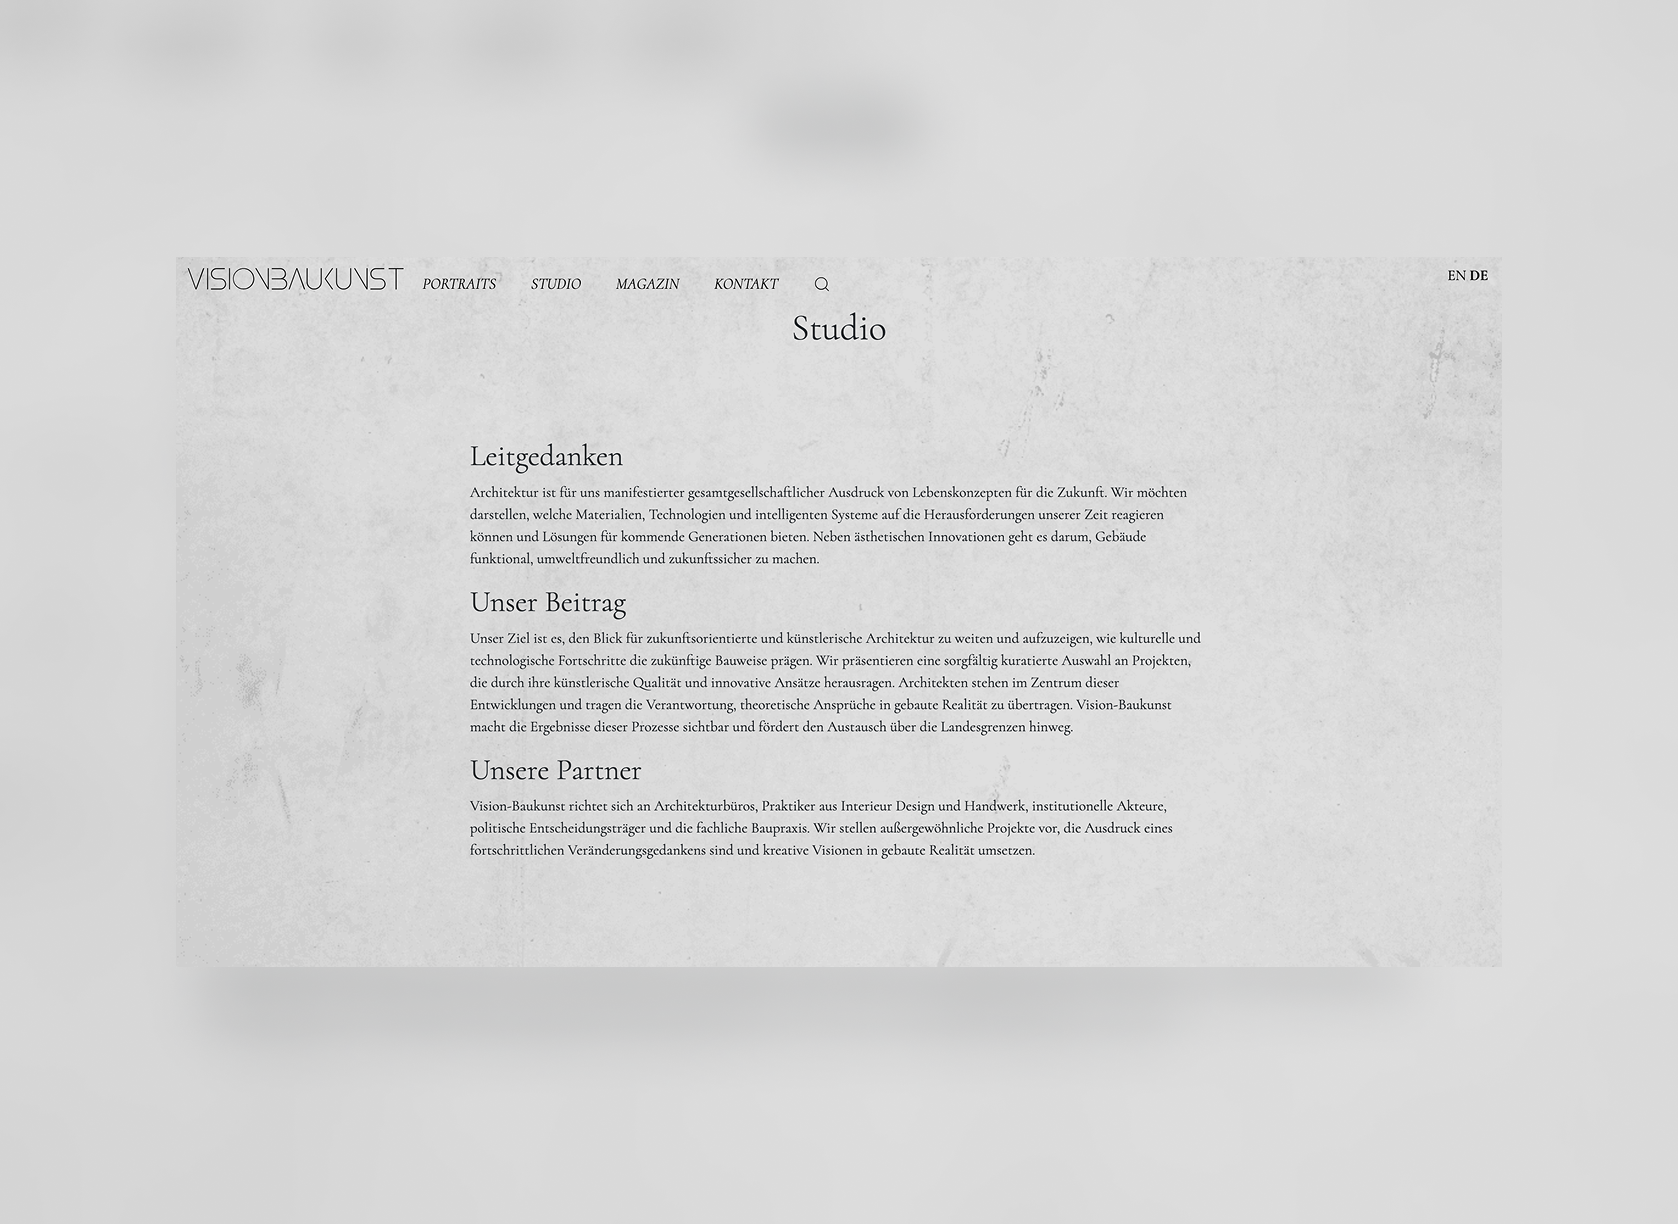 VISIONBAUKUNST PORTRAITS STUDIO MAGAZIN KONTAKT EN DE
Studio
Leitgedanken
Architektur ist für uns manifestierter gesamtgesellschaftlicher Ausdruck von Lebenskonzepten für die Zukunft. Wir möchten
darstellen, welche Materialien, Technologien und intelligenten Systeme auf die Herausforderungen unserer Zeit reagieren
können und Lösungen für kommende Generationen bieten. Neben ästhetischen Innovationen geht es darum, Gebäude
funktional, umweltfreundlich und zukunftssicher zu machen.
Unser Beitrag
Unser Ziel ist es, den Blick für zukunftsorientierte und künstlerische Architektur zu weiten und aufzuzeigen, wie kulturelle und
technologische Fortschritte die zukünftige Bauweise prägen. Wir präsentieren eine sorgfältig kuratierte Auswahl an Projekten,
die durch ihre künstlerische Qualität und innovative Ansätze herausragen. Architekten stehen im Zentrum dieser
Entwicklungen und tragen die Verantwortung, theoretische Ansprüche in gebaute Realität zu übertragen. Vision-Baukunst
macht die Ergebnisse dieser Prozesse sichtbar und fördert den Austausch über die Landesgrenzen hinweg.
Unsere Partner
Vision-Baukunst richtet sich an Architekturbüros, Praktiker aus Interieur Design und Handwerk, institutionelle Akteure,
politische Entscheidungsträger und die fachliche Baupraxis. Wir stellen außergewöhnliche Projekte vor, die Ausdruck eines
fortschrittlichen Veränderungsgedankens sind und kreative Visionen in gebaute Realität umsetzen.